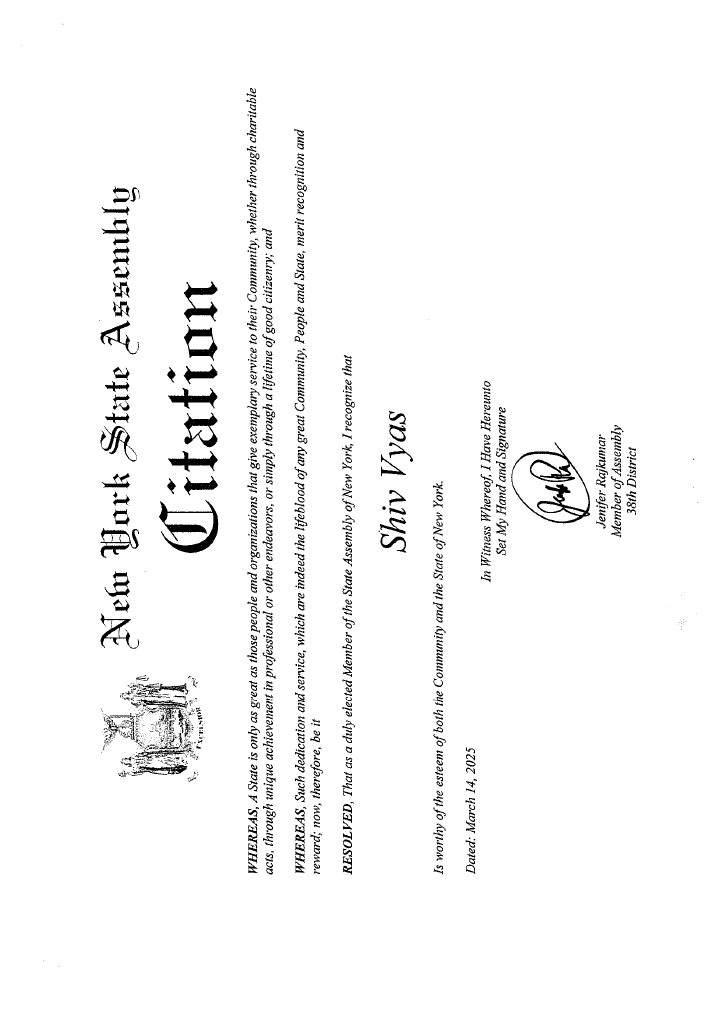 New York State Assembly
Citation
EXCELSIOR
WHEREAS, A State is only as great as those people and organizations that give exemplary service to their Community, whether through charitable
acts, through unique achievement in professional or other endeavors, or simply through a lifetime of good citizenry; and
WHEREAS, Such dedication and service, which are indeed the lifeblood of any great Community, People and State, merit recognition and
reward; now, therefore, be it
RESOLVED, That as a duly elected Member of the State Assembly of New York, I recognize that
Shiv Vyas
Is worthy of the esteem of both the Community and the State of New York.
Dated: March 14, 2025
In Witness Whereof, I Have Hereunto
Set My Hand and Signature
Jenifer Rajkumar
Member of Assembly
38th District